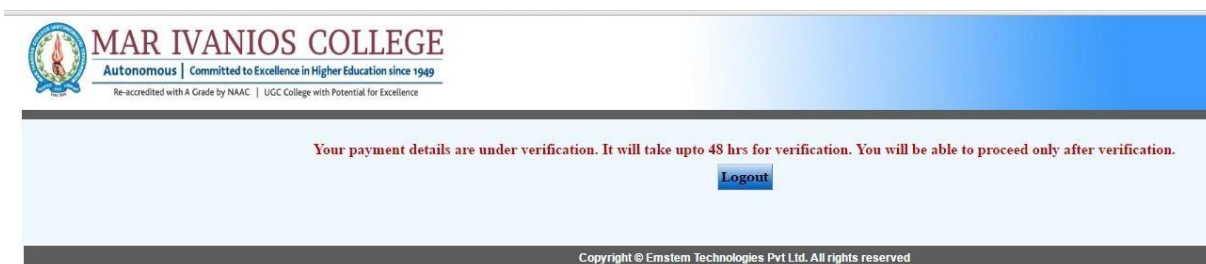 MAR IVANIOS COLLEGE
Autonomous | Committed to Excellence in Higher Education since 1949
Re-accredited with A Grade by NAAC | UGC College with Potential for Excellence
Your payment details are under verification. It will take upto 48 hrs for verification. You will be able to proceed only after verification.
Logout
Copyright © Emstem Technologies Pvt Ltd. All rights reserved